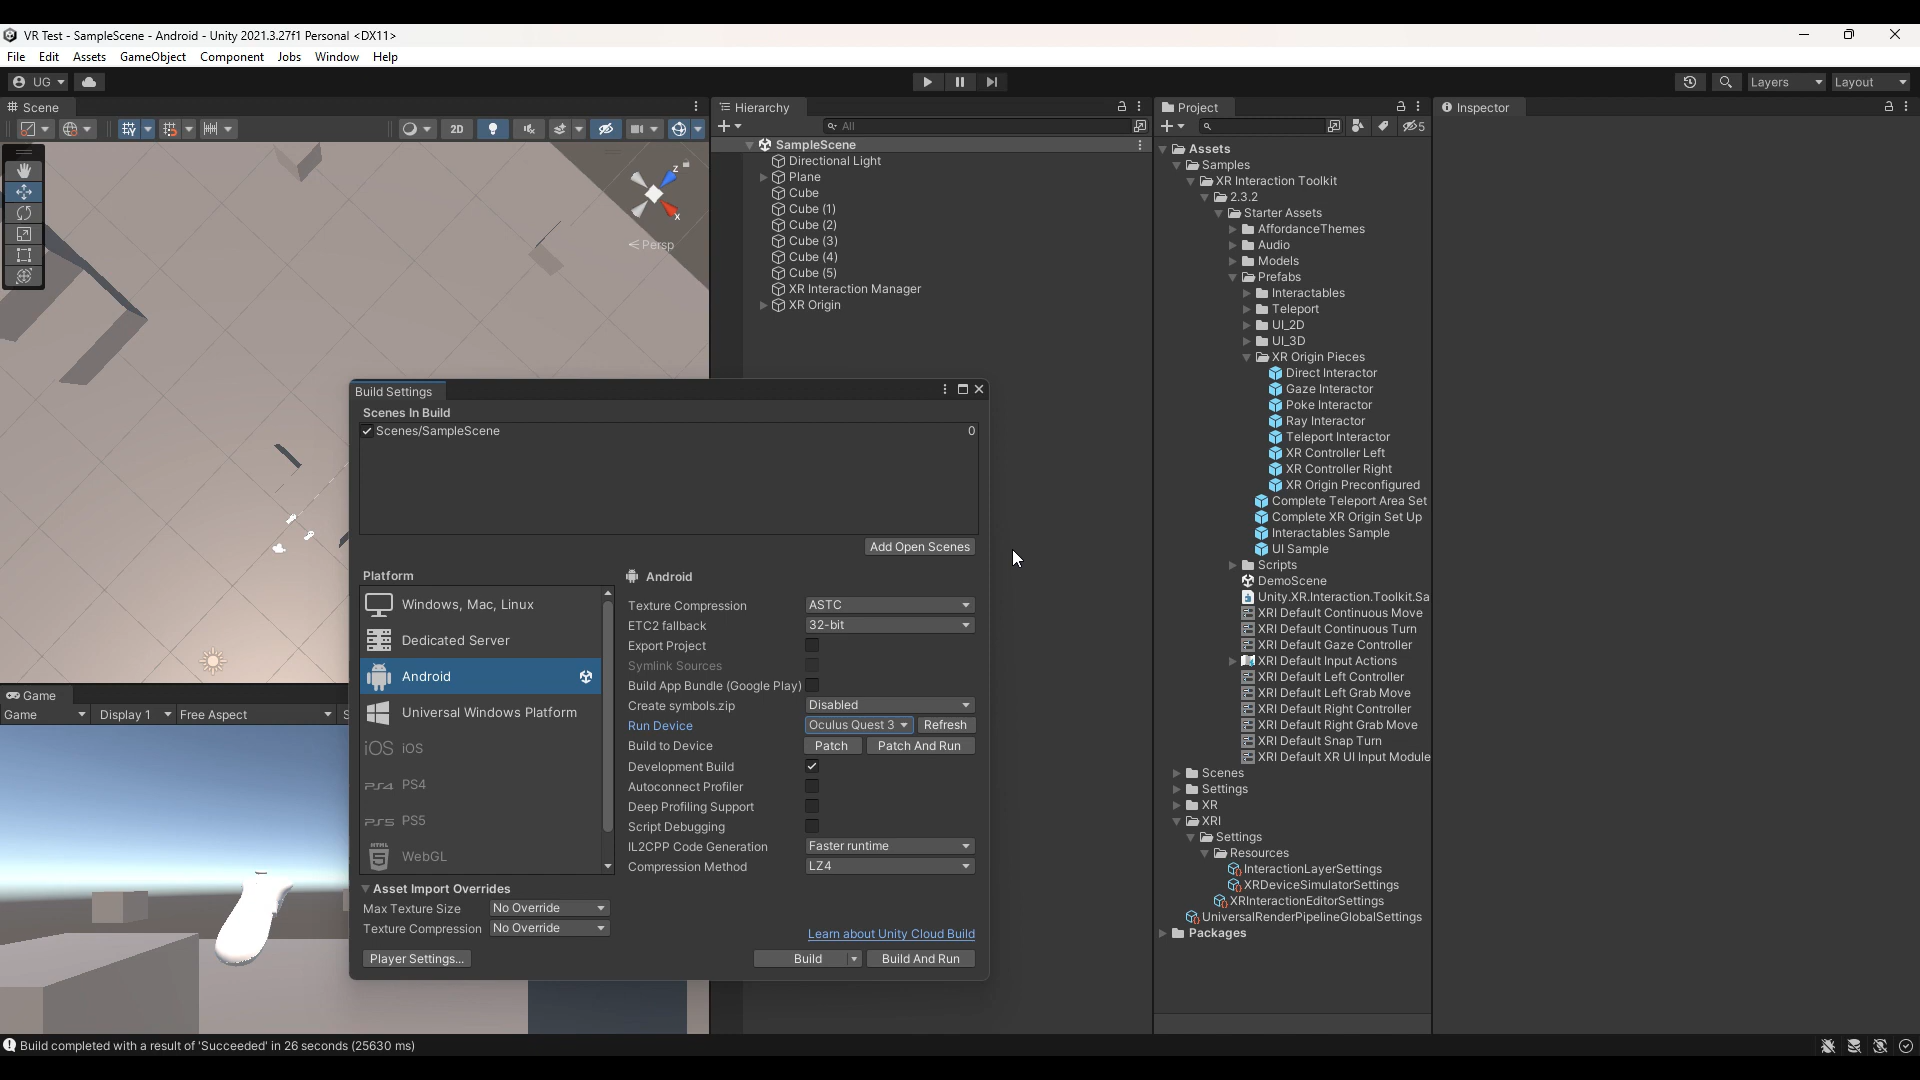 VR Test - SampleScene - Android - Unity 2021.3.27f1 Personal <DX11>
File Edit Assets GameObject Component Jobs Window Help
UG
Layers
Layout
Scene
2D
z
x
Persp
Hierarchy
All
SampleScene
Directional Light
Plane
Cube
Cube (1)
Cube (2)
Cube (3)
Cube (4)
Cube (5)
XR Interaction Manager
XR Origin
Project
5
Assets
Samples
XR Interaction Toolkit
2.3.2
Starter Assets
AffordanceThemes
Audio
Models
Prefabs
Interactables
Teleport
UI_2D
UI_3D
XR Origin Pieces
Direct Interactor
Gaze Interactor
Poke Interactor
Ray Interactor
Teleport Interactor
XR Controller Left
XR Controller Right
XR Origin Preconfigured
Complete Teleport Area Set
Complete XR Origin Set Up
Interactables Sample
UI Sample
Scripts
DemoScene
Unity.XR.Interaction.Toolkit.Sa
XRI Default Continuous Move
XRI Default Continuous Turn
XRI Default Gaze Controller
XRI Default Input Actions
XRI Default Left Controller
XRI Default Left Grab Move
XRI Default Right Controller
XRI Default Right Grab Move
XRI Default Snap Turn
XRI Default XR UI Input Module
Scenes
Settings
XR
XRI
Settings
Resources
InteractionLayerSettings
XRDeviceSimulatorSettings
XRInteractionEditorSettings
UniversalRenderPipelineGlobalSettings
Packages
Inspector
Build Settings
Scenes In Build
Scenes/SampleScene 0
Add Open Scenes
Platform
Windows, Mac, Linux
Dedicated Server
Android
Universal Windows Platform
iOS iOS
PS4 PS4
PS5 PS5
HTML 5 WebGL
Android
Texture Compression ASTC
ETC2 fallback 32-bit
Export Project
Symlink Sources
Build App Bundle (Google Play)
Create symbols.zip Disabled
Run Device Oculus Quest 3 Refresh
Build to Device Patch Patch And Run
Development Build
Autoconnect Profiler
Deep Profiling Support
Script Debugging
IL2CPP Code Generation Faster runtime
Compression Method LZ4
Asset Import Overrides
Max Texture Size No Override
Texture Compression No Override
Learn about Unity Cloud Build
Player Settings... Build Build And Run
Game
Game Display 1 Free Aspect S
Build completed with a result of 'Succeeded' in 26 seconds (25630 ms)